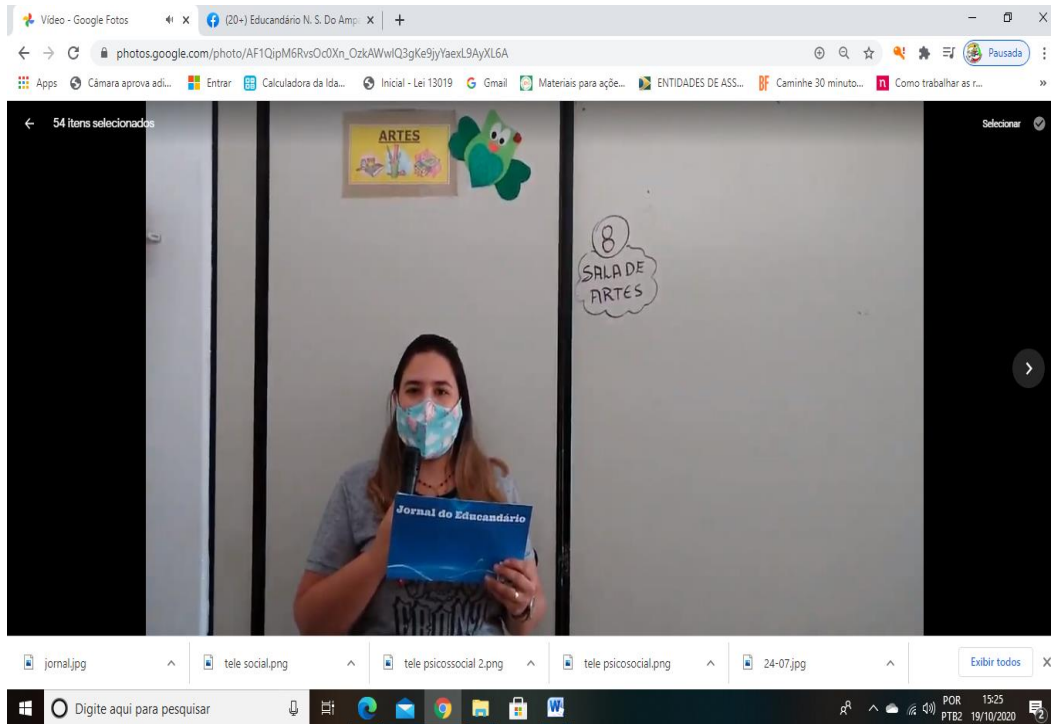 Vídeo - Google Fotos
(20+) Educandário N. S. Do Amp
photos.google.com/photo/AF1QipM6RvsOc0Xn_OzkAWwlQ3gKe9jyYaexL9AyXL6A
Pausada
Apps
Câmara aprova adi...
Entrar
Calculadora da Ida...
Inicial - Lei 13019
Gmail
Materiais para açõe...
ENTIDADES DE ASS...
Caminhe 30 minuto...
Como trabalhar as r...
54 itens selecionados
Selecionar
ARTES
8
SALA DE
ARTES
Jornal do Educandário
jornal.jpg
tele social.png
tele psicossocial 2.png
tele psicosocial.png
24-07.jpg
Exibir todos
Digite aqui para pesquisar
POR
PTB2
15:25
19/10/2020
2